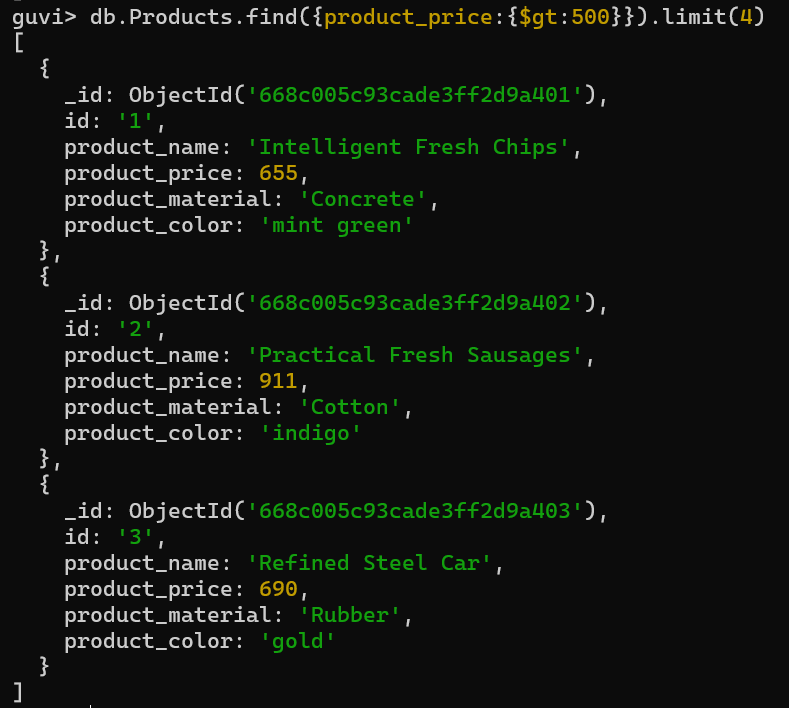 guvi> db.Products.find({product_price:{$gt:500}}).limit(4)
[
  {
    _id: ObjectId('668c005c93cade3ff2d9a401'),
    id: '1',
    product_name: 'Intelligent Fresh Chips',
    product_price: 655,
    product_material: 'Concrete',
    product_color: 'mint green'
  },
  {
    _id: ObjectId('668c005c93cade3ff2d9a402'),
    id: '2',
    product_name: 'Practical Fresh Sausages',
    product_price: 911,
    product_material: 'Cotton',
    product_color: 'indigo'
  },
  {
    _id: ObjectId('668c005c93cade3ff2d9a403'),
    id: '3',
    product_name: 'Refined Steel Car',
    product_price: 690,
    product_material: 'Rubber',
    product_color: 'gold'
  }
]